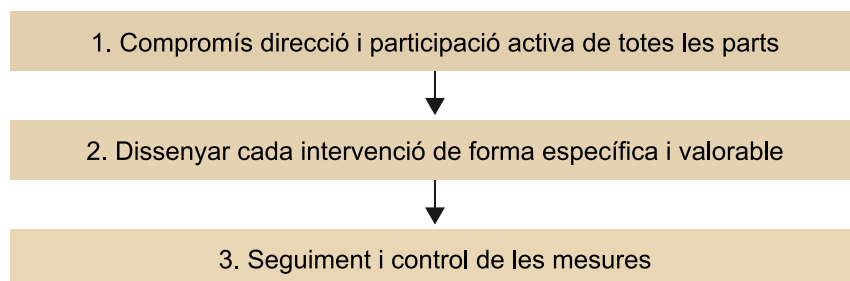 1. Compromís direcció i participació activa de totes les parts
2. Dissenyar cada intervenció de forma específica i valorable
3. Seguiment i control de les mesures